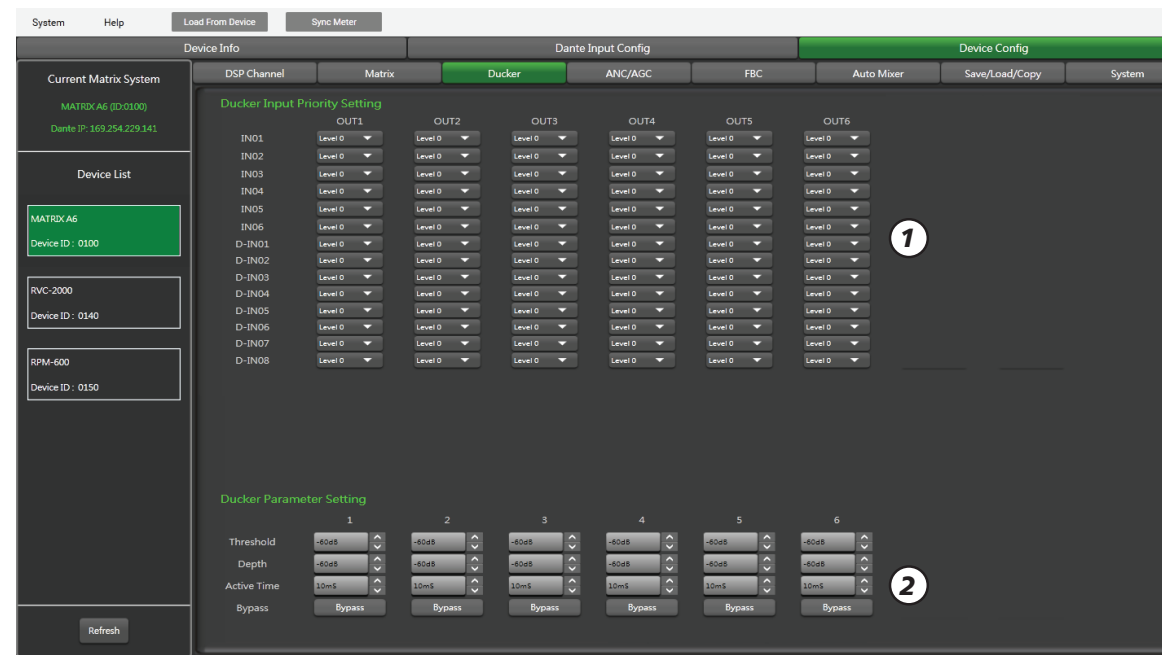 System Help Load From Device Sync Meter
Device Info Dante Input Config Device Config
DSP Channel Matrix Ducker ANC/AGC FBC Auto Mixer Save/Load/Copy System
Current Matrix System
MATRIX A6 (ID:0100)
Dante IP: 169.254.229.141
Device List
MATRIX A6
Device ID : 0100
RVC-2000
Device ID : 0140
RPM-600
Device ID : 0150
Refresh
Ducker Input Priority Setting
OUT1 OUT2 OUT3 OUT4 OUT5 OUT6
IN01 Level 0 Level 0 Level 0 Level 0 Level 0 Level 0
IN02 Level 0 Level 0 Level 0 Level 0 Level 0 Level 0
IN03 Level 0 Level 0 Level 0 Level 0 Level 0 Level 0
IN04 Level 0 Level 0 Level 0 Level 0 Level 0 Level 0
IN05 Level 0 Level 0 Level 0 Level 0 Level 0 Level 0
IN06 Level 0 Level 0 Level 0 Level 0 Level 0 Level 0
D-IN01 Level 0 Level 0 Level 0 Level 0 Level 0 Level 0
1
D-IN02 Level 0 Level 0 Level 0 Level 0 Level 0 Level 0
D-IN03 Level 0 Level 0 Level 0 Level 0 Level 0 Level 0
D-IN04 Level 0 Level 0 Level 0 Level 0 Level 0 Level 0
D-IN05 Level 0 Level 0 Level 0 Level 0 Level 0 Level 0
D-IN06 Level 0 Level 0 Level 0 Level 0 Level 0 Level 0
D-IN07 Level 0 Level 0 Level 0 Level 0 Level 0 Level 0
D-IN08 Level 0 Level 0 Level 0 Level 0 Level 0 Level 0
Ducker Parameter Setting
1 2 3 4 5 6
Threshold -60dB -60dB -60dB -60dB -60dB -60dB
Depth -60dB -60dB -60dB -60dB -60dB -60dB
Active Time 10mS 10mS 10mS 10mS 10mS 10mS
2
Bypass Bypass Bypass Bypass Bypass Bypass Bypass